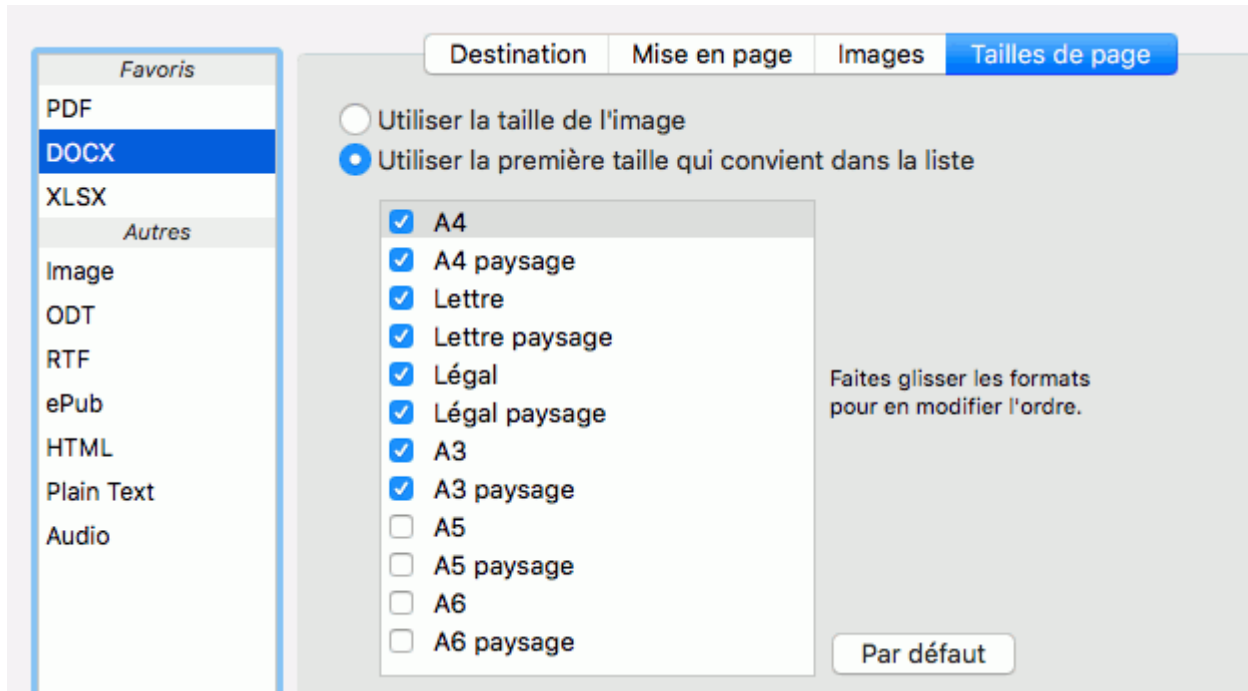 Destination
Mise en page
Images
Tailles de page
Favoris
PDF
DOCX
XLSX
Autres
Image
ODT
RTF
ePub
HTML
Plain Text
Audio
Utiliser la taille de l'image
Utiliser la première taille qui convient dans la liste
A4
A4 paysage
Lettre
Lettre paysage
Légal
Légal paysage
A3
A3 paysage
A5
A5 paysage
A6
A6 paysage
Faites glisser les formats
pour en modifier l'ordre.
Par défaut